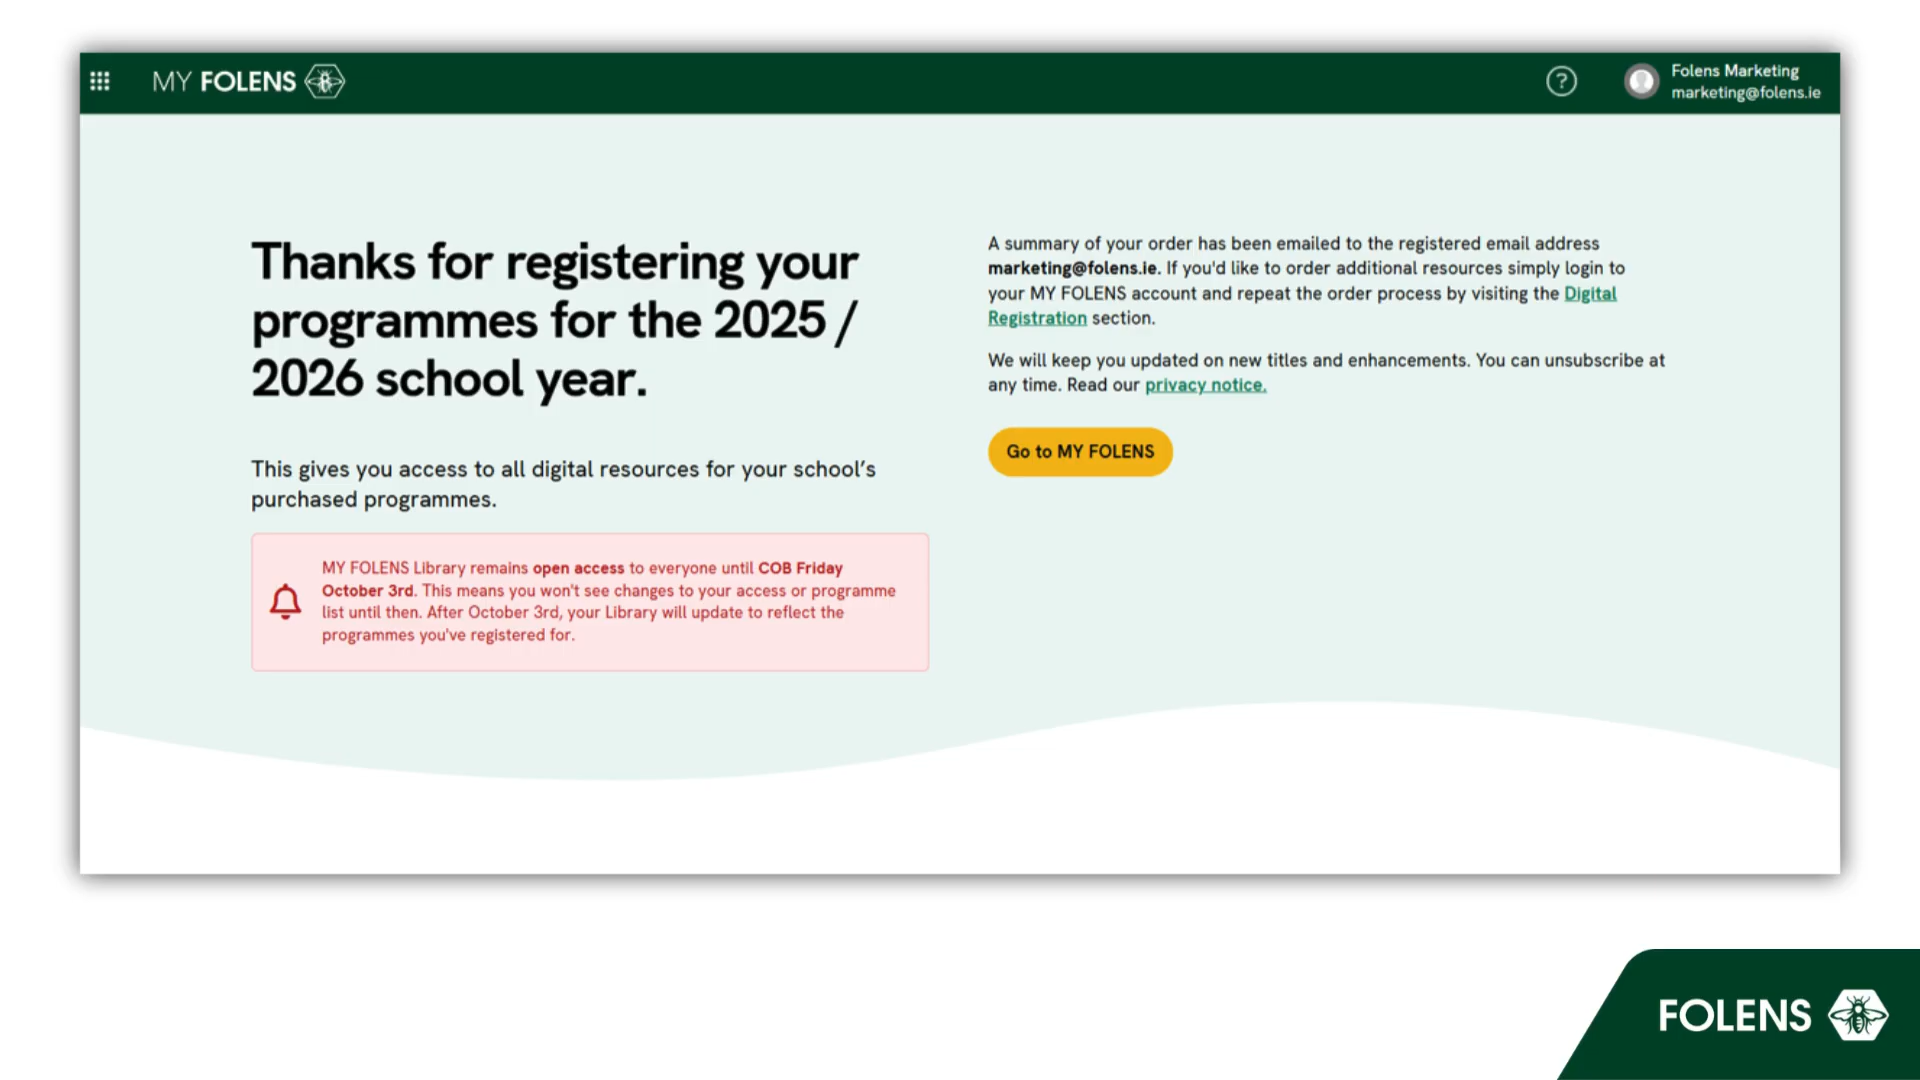 MY FOLENS
?
Folens Marketing
marketing@folens.ie
Thanks for registering your
programmes for the 2025 /
2026 school year.
This gives you access to all digital resources for your school’s
purchased programmes.
MY FOLENS Library remains open access to everyone until COB Friday
October 3rd. This means you won't see changes to your access or programme
list until then. After October 3rd, your Library will update to reflect the
programmes you've registered for.
A summary of your order has been emailed to the registered email address
marketing@folens.ie. If you'd like to order additional resources simply login to
your MY FOLENS account and repeat the order process by visiting the Digital
Registration section.
We will keep you updated on new titles and enhancements. You can unsubscribe at
any time. Read our privacy notice.
Go to MY FOLENS
FOLENS